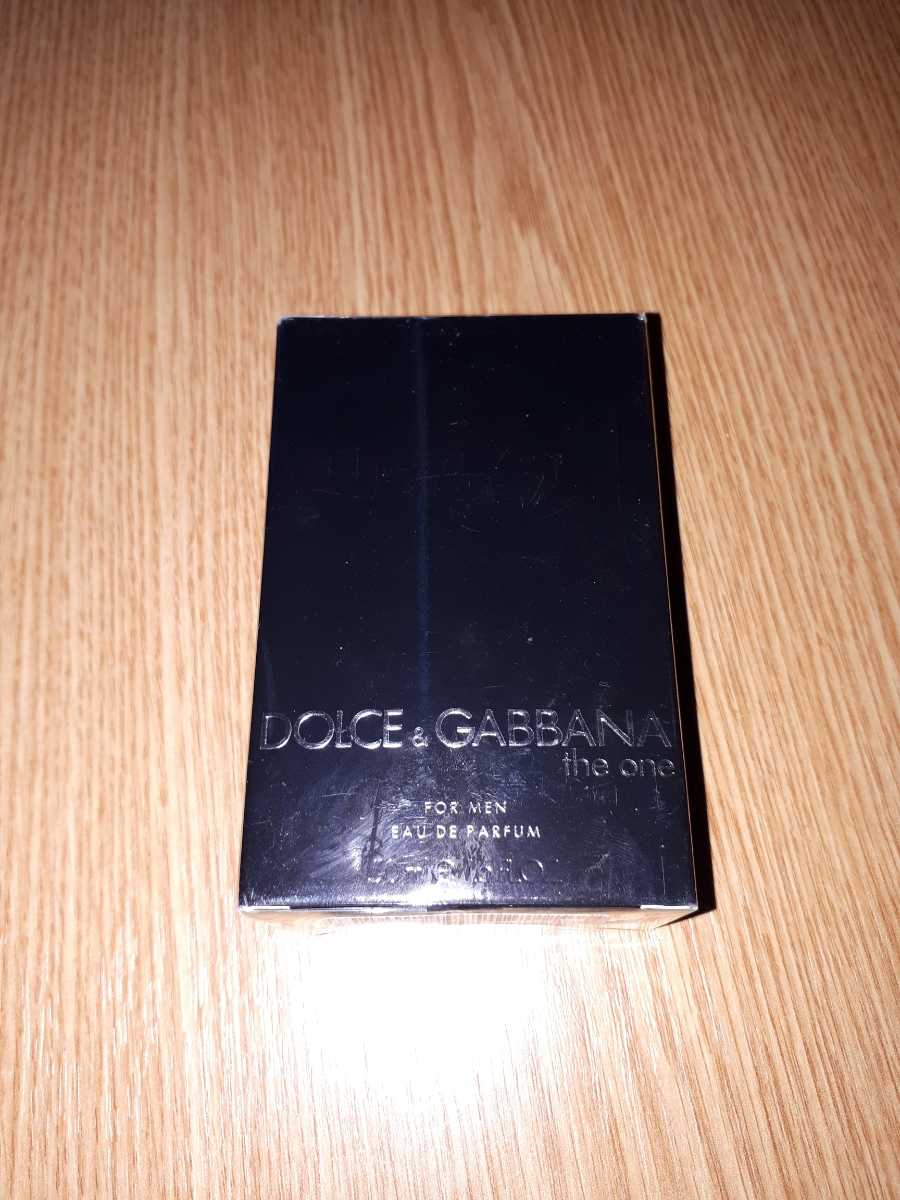 DOLCE & GABBANA
the one
FOR MEN
EAU DE PARFUM